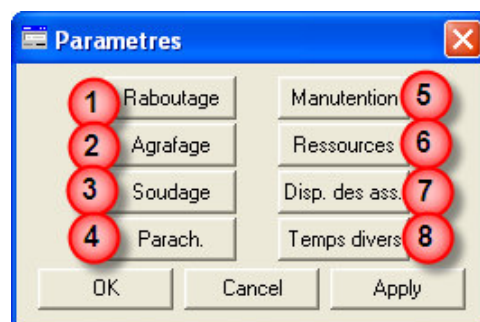 Parametres
1 Raboutage Manutention 5
2 Agrafage Ressources 6
3 Soudage Disp. des ass. 7
4 Parach. Temps divers 8
OK Cancel Apply